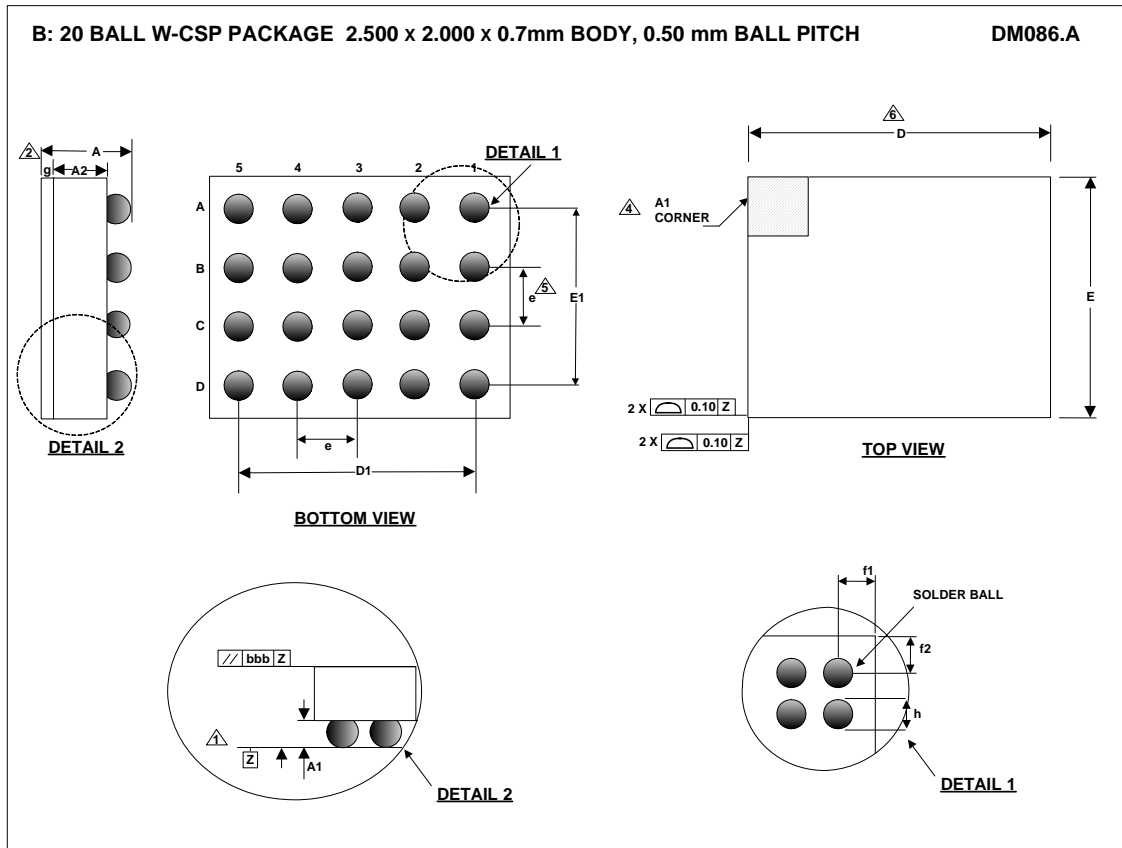 B: 20 BALL W-CSP PACKAGE 2.500 x 2.000 x 0.7mm BODY, 0.50 mm BALL PITCH DM086.A
2 A
g A2
DETAIL 2
5 4 3 2 1
DETAIL 1
A
B
C
D
e 5
E1
e
D1
BOTTOM VIEW
6
D
4 A1
CORNER
E
2 X 0.10 Z
2 X 0.10 Z
TOP VIEW
// bbb Z
1
Z
A1
DETAIL 2
f1
SOLDER BALL
f2
h
DETAIL 1